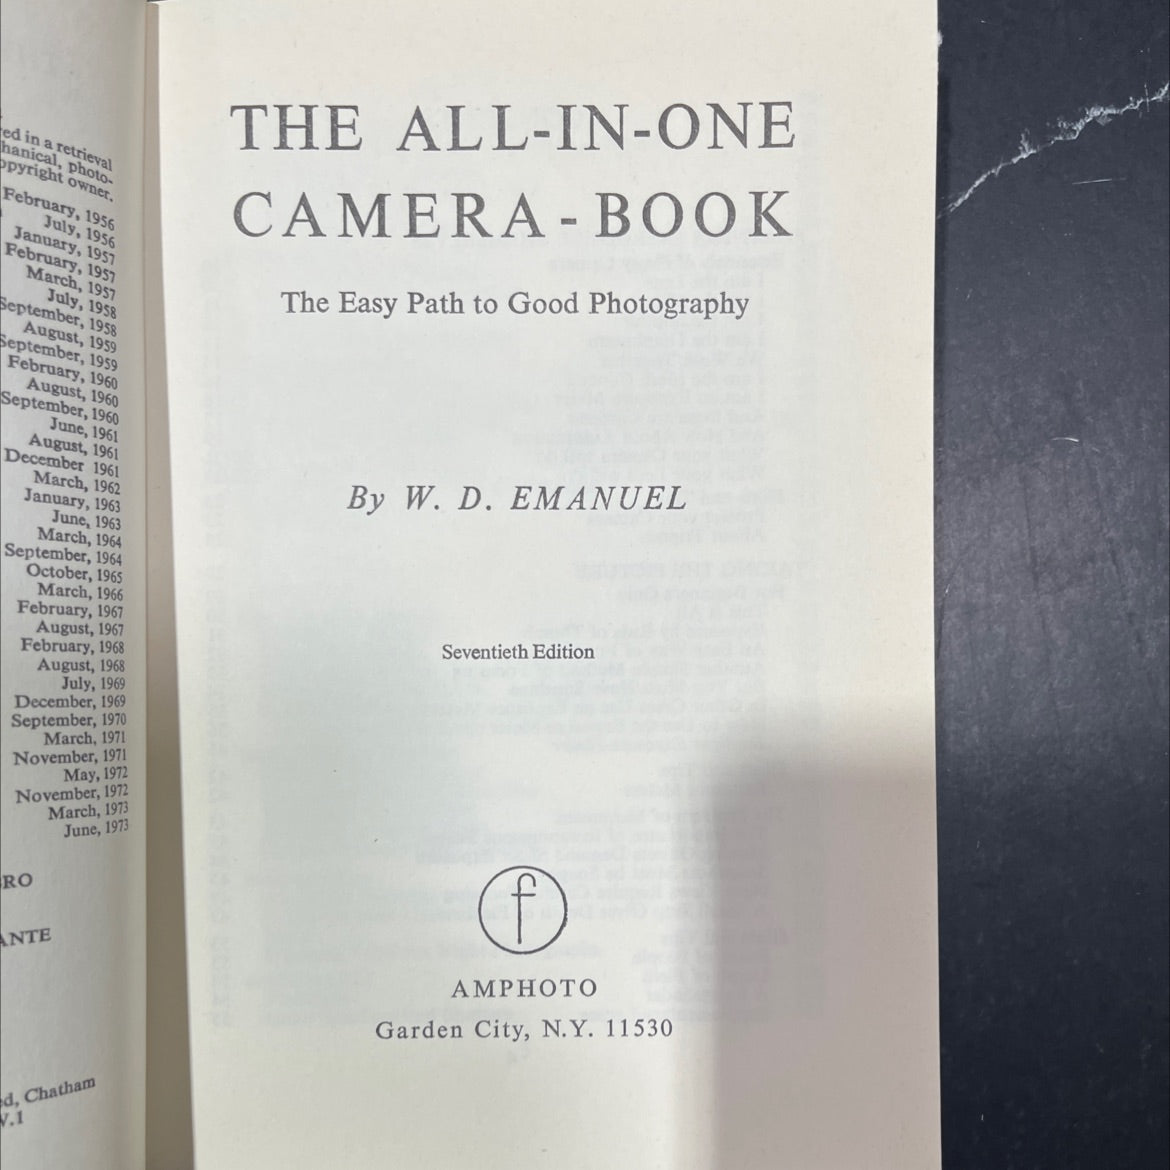 ed in a retrieval
hanical, photo-
opyright owner.
February, 1956
July, 1956
January, 1957
February, 1957
March, 1957
July, 1958
September, 1958
August, 1959
September, 1959
February, 1960
August, 1960
September, 1960
June, 1961
August, 1961
December 1961
March, 1962
January, 1963
June, 1963
March, 1964
September, 1964
October, 1965
March, 1966
February, 1967
August, 1967
February, 1968
August, 1968
July, 1969
December, 1969
September, 1970
March, 1971
November, 1971
May, 1972
November, 1972
March, 1973
June, 1973
RO
ANTE
ed, Chatham
W.1
THE ALL-IN-ONE
CAMERA-BOOK
The Easy Path to Good Photography
By W. D. EMANUEL
Seventieth Edition
f
AMPHOTO
Garden City, N.Y. 11530